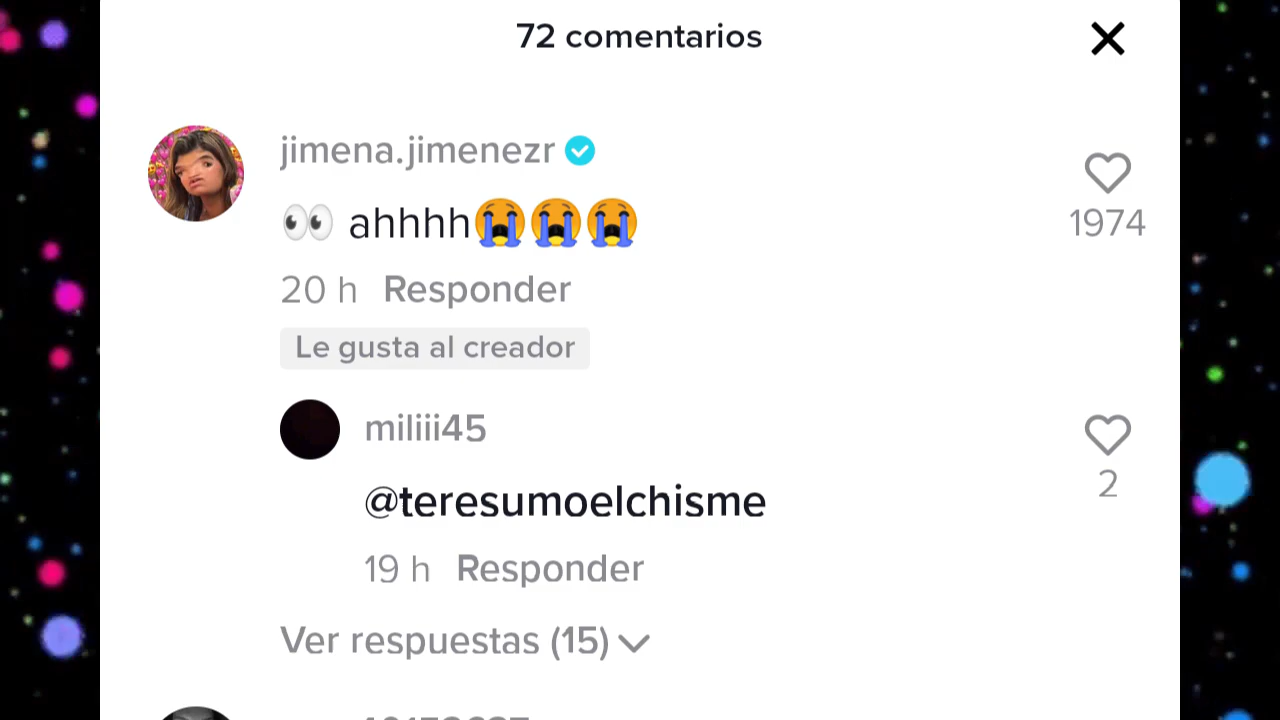 72 comentarios
jimena.jimenezr
👀 ahhhh😭😭😭
1974
20 h Responder
Le gusta al creador
miliii45
@teresumoelchisme
2
19 h Responder
Ver respuestas (15)